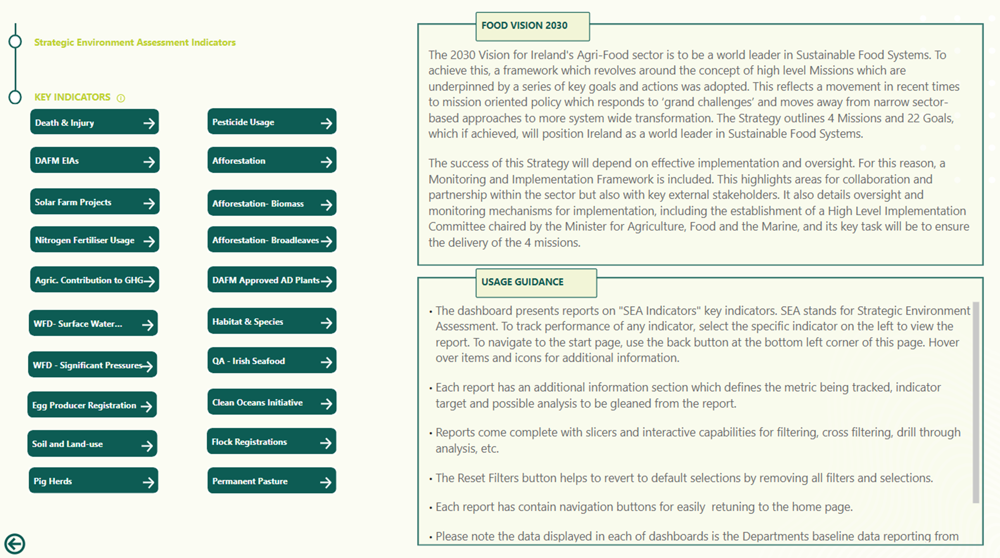 Strategic Environment Assessment Indicators
KEY INDICATORS
Death & Injury
DAFM EIAs
Solar Farm Projects
Nitrogen Fertiliser Usage
Agric. Contribution to GHG
WFD- Surface Water...
WFD - Significant Pressures
Egg Producer Registration
Soil and Land-use
Pig Herds
Pesticide Usage
Afforestation
Afforestation- Biomass
Afforestation- Broadleaves
DAFM Approved AD Plants
Habitat & Species
QA - Irish Seafood
Clean Oceans Initiative
Flock Registrations
Permanent Pasture
FOOD VISION 2030
The 2030 Vision for Ireland's Agri-Food sector is to be a world leader in Sustainable Food Systems. To
achieve this, a framework which revolves around the concept of high level Missions which are
underpinned by a series of key goals and actions was adopted. This reflects a movement in recent times
to mission oriented policy which responds to ‘grand challenges’ and moves away from narrow sector-
based approaches to more system wide transformation. The Strategy outlines 4 Missions and 22 Goals,
which if achieved, will position Ireland as a world leader in Sustainable Food Systems.
The success of this Strategy will depend on effective implementation and oversight. For this reason, a
Monitoring and Implementation Framework is included. This highlights areas for collaboration and
partnership within the sector but also with key external stakeholders. It also details oversight and
monitoring mechanisms for implementation, including the establishment of a High Level Implementation
Committee chaired by the Minister for Agriculture, Food and the Marine, and its key task will be to ensure
the delivery of the 4 missions.
USAGE GUIDANCE
• The dashboard presents reports on "SEA Indicators" key indicators. SEA stands for Strategic Environment
Assessment. To track performance of any indicator, select the specific indicator on the left to view the
report. To navigate to the start page, use the back button at the bottom left corner of this page. Hover
over items and icons for additional information.
• Each report has an additional information section which defines the metric being tracked, indicator
target and possible analysis to be gleaned from the report.
• Reports come complete with slicers and interactive capabilities for filtering, cross filtering, drill through
analysis, etc.
• The Reset Filters button helps to revert to default selections by removing all filters and selections.
• Each report has contain navigation buttons for easily  retuning to the home page.
• Please note the data displayed in each of dashboards is the Departments baseline data reporting from